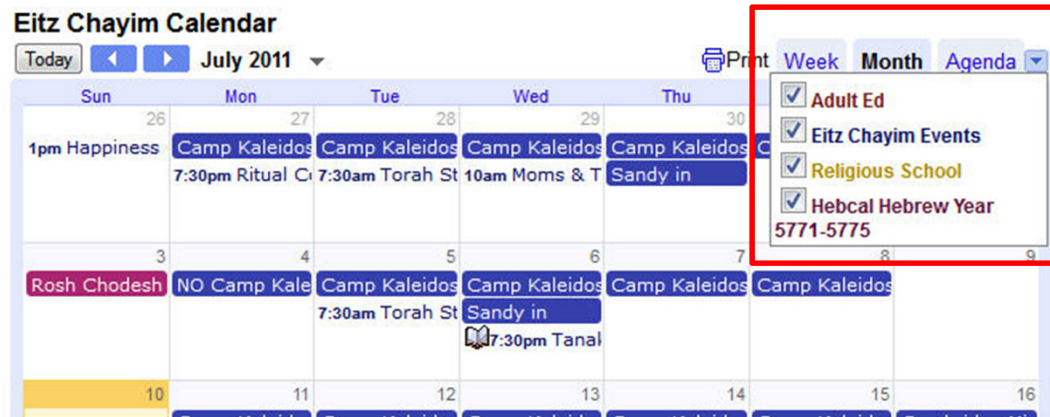 Eitz Chayim Calendar
Today July 2011 Print Week Month Agenda
Adult Ed
Eitz Chayim Events
Religious School
Hebcal Hebrew Year
5771-5775
Sun Mon Tue Wed Thu
26 27 28 29 30
1pm Happiness Camp Kaleidos Camp Kaleidos Camp Kaleidos Camp Kaleidos C
7:30pm Ritual Co 7:30am Torah St 10am Moms & T Sandy in
3 4 5 6 7 8 9
Rosh Chodesh NO Camp Kale Camp Kaleidos Camp Kaleidos Camp Kaleidos Camp Kaleidos
7:30am Torah St Sandy in
7:30pm Tanak
10 11 12 13 14 15 16